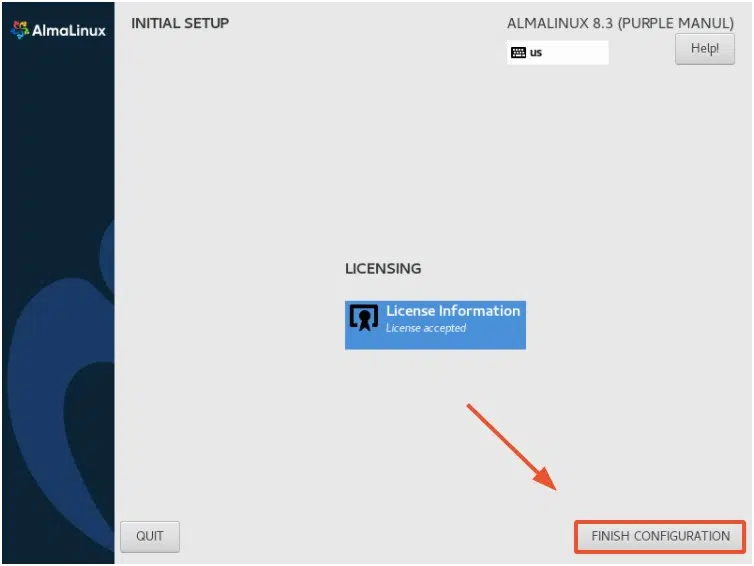 AlmaLinux
INITIAL SETUP
ALMALINUX 8.3 (PURPLE MANUL)
us
Help!
LICENSING
License Information
License accepted
QUIT
FINISH CONFIGURATION